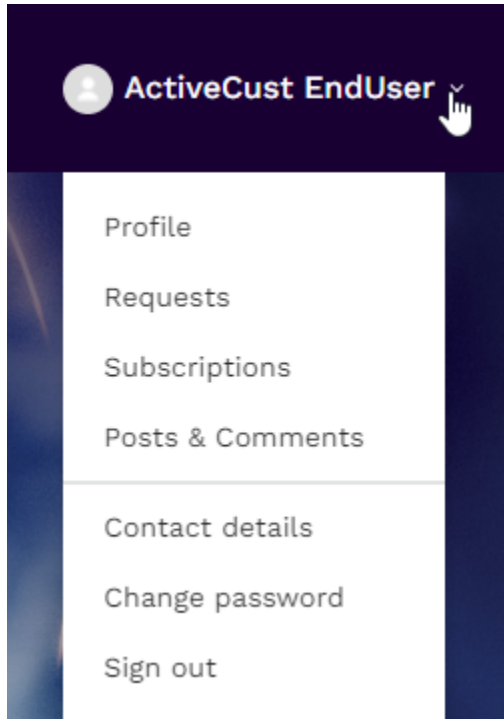 ActiveCust EndUser
Profile
Requests
Subscriptions
Posts & Comments
Contact details
Change password
Sign out